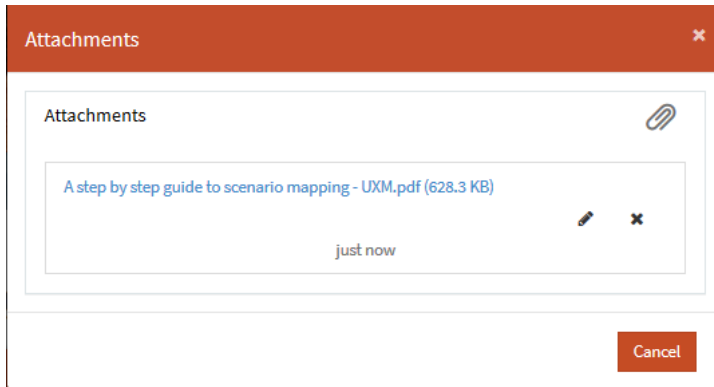 Attachments
Attachments
A step by step guide to scenario mapping - UXM.pdf (628.3 KB)
just now
Cancel